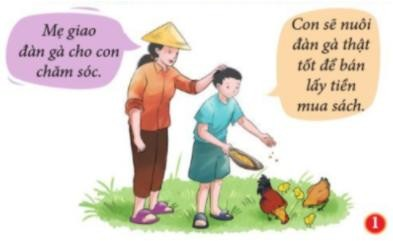 Mẹ giao
đàn gà cho con
chăm sóc.
Con sẽ nuôi
đàn gà thật
tốt để bán
lấy tiền
mua sách.
1